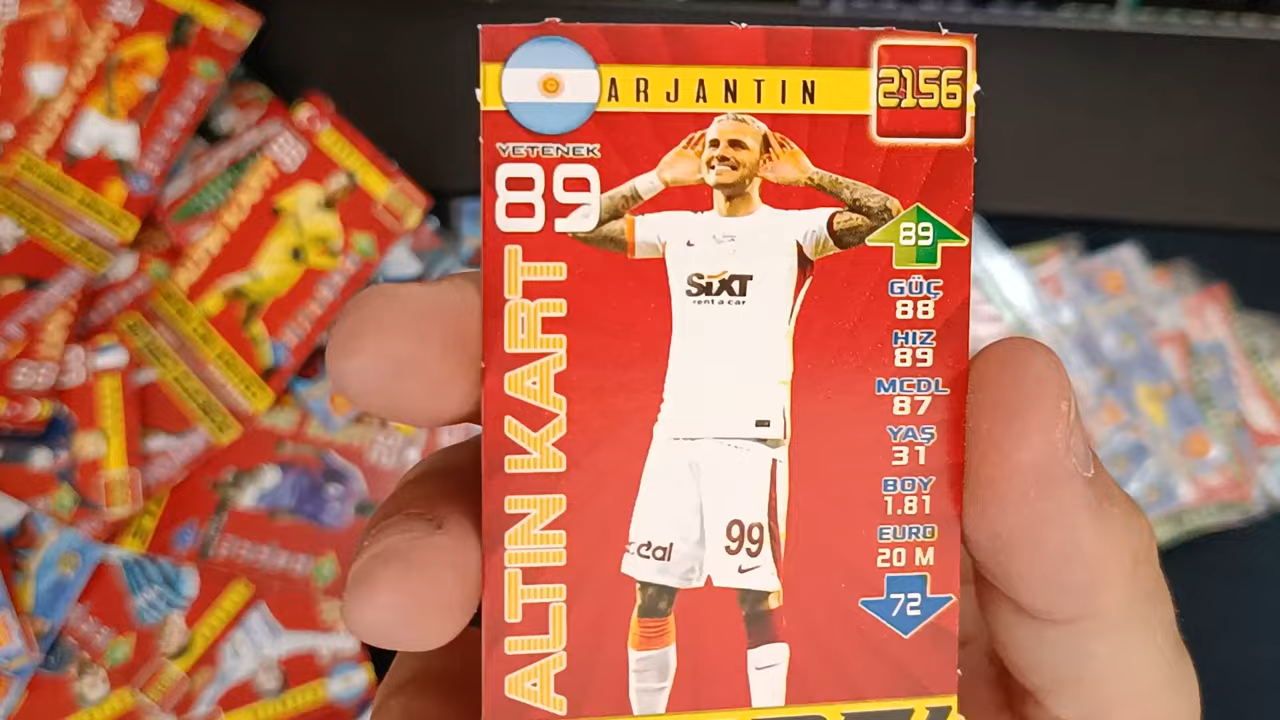 ARJANTİN
2156
YETENEK
89
ALTIN KART
89
GÜÇ
88
HIZ
89
MCDL
87
YAŞ
31
BOY
1.81
EURO
20 M
72
SiXT
rent a car
99